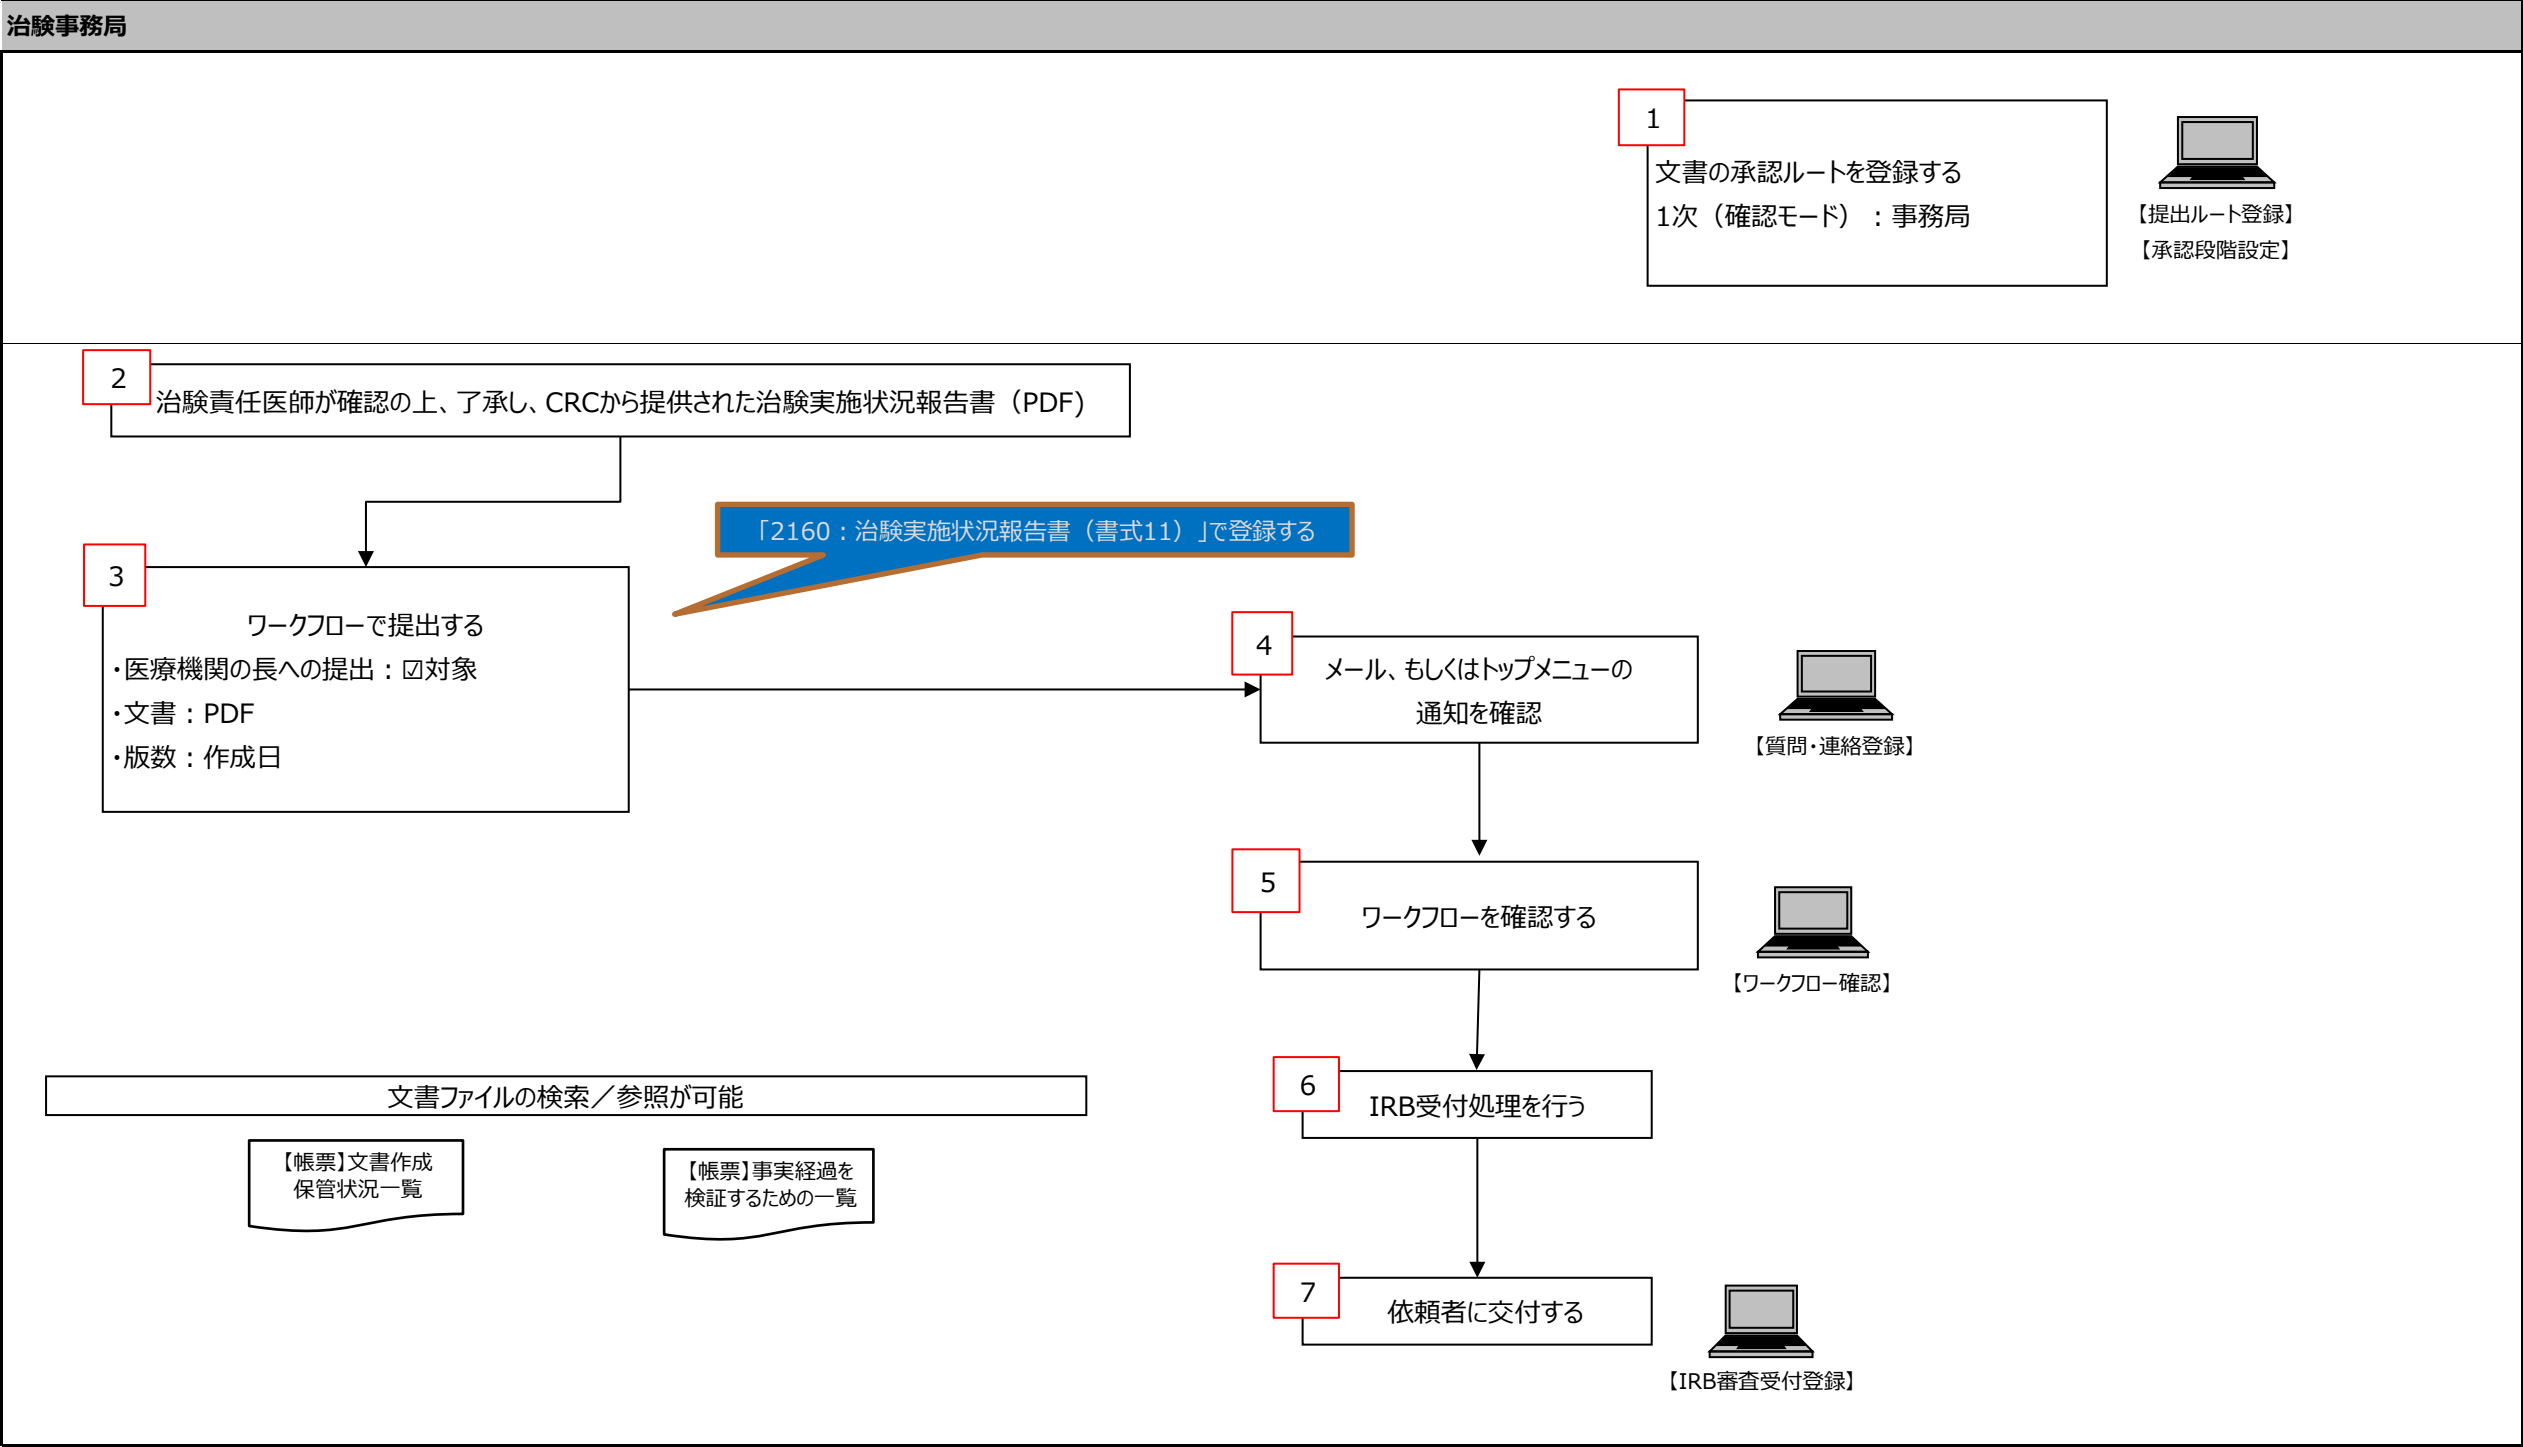 治験事務局
1
文書の承認ルートを登録する
1次（確認モード）：事務局
【提出ルート登録】
【承認段階設定】
2
治験責任医師が確認の上、了承し、CRCから提供された治験実施状況報告書（PDF)
「2160：治験実施状況報告書（書式11）」で登録する
3
ワークフローで提出する
・医療機関の長への提出：☑対象
・文書：PDF
・版数：作成日
4
メール、もしくはトップメニューの
通知を確認
【質問・連絡登録】
5
ワークフローを確認する
【ワークフロー確認】
6
IRB受付処理を行う
文書ファイルの検索／参照が可能
【帳票】文書作成
保管状況一覧
【帳票】事実経過を
検証するための一覧
7
依頼者に交付する
【IRB審査受付登録】